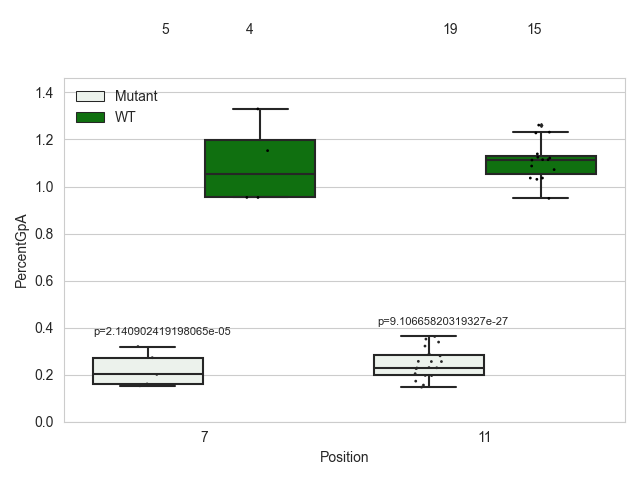 5 4 19 15
Mutant
WT
1.4
1.2
1.0
0.8
0.6
0.4
0.2
0.0
PercentGpA
p=2.140902419198065e-05
p=9.10665820319327e-27
7 11
Position